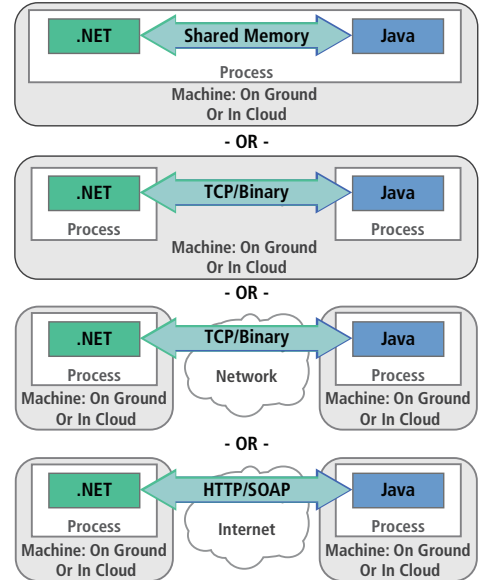 .NET Shared Memory Java
Process
Machine: On Ground
Or In Cloud
- OR -
.NET TCP/Binary Java
Process Process
Machine: On Ground
Or In Cloud
- OR -
.NET TCP/Binary Java
Process Network Process
Machine: On Ground Machine: On Ground
Or In Cloud Or In Cloud
- OR -
.NET HTTP/SOAP Java
Process Internet Process
Machine: On Ground Machine: On Ground
Or In Cloud Or In Cloud